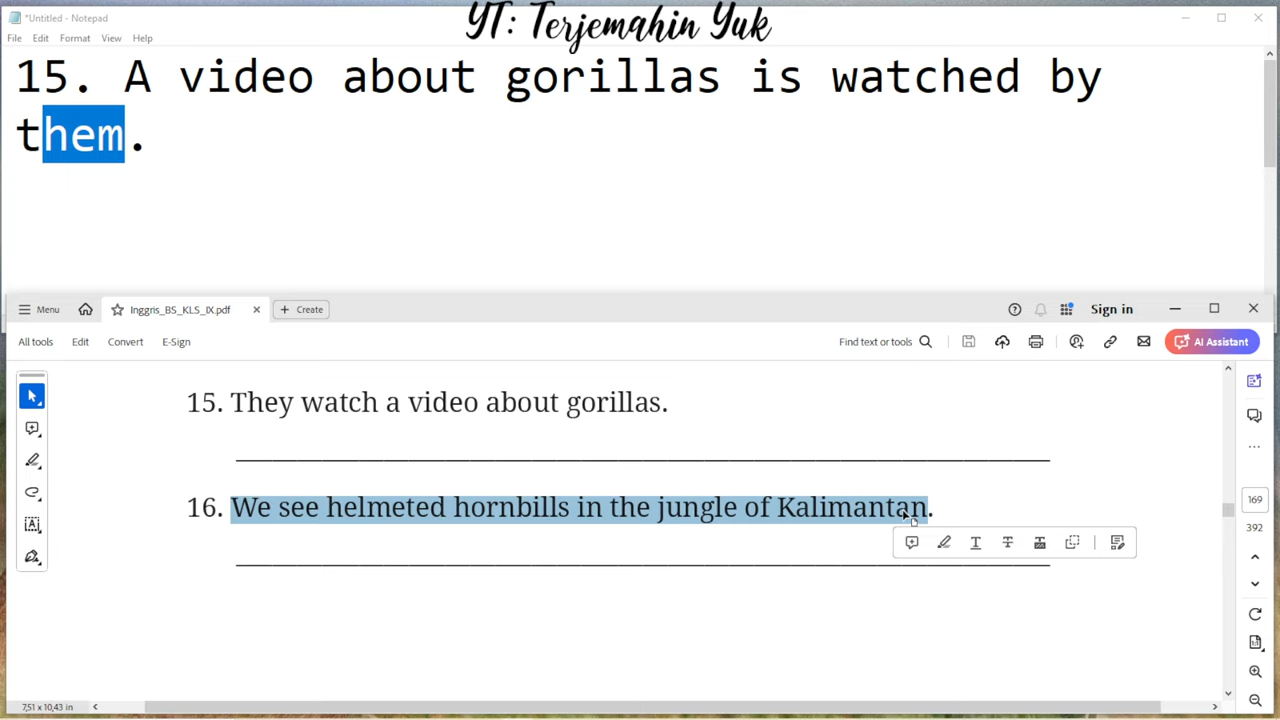 *Untitled - Notepad
YT: Terjemahin Yuk
File Edit Format View Help
15. A video about gorillas is watched by
them.
Menu
Inggris_BS_KLS_IX.pdf
Create
Sign in
All tools Edit Convert E-Sign
Find text or tools
AI Assistant
15. They watch a video about gorillas.
16. We see helmeted hornbills in the jungle of Kalimantan.
169
392
7,51 x 10,43 in